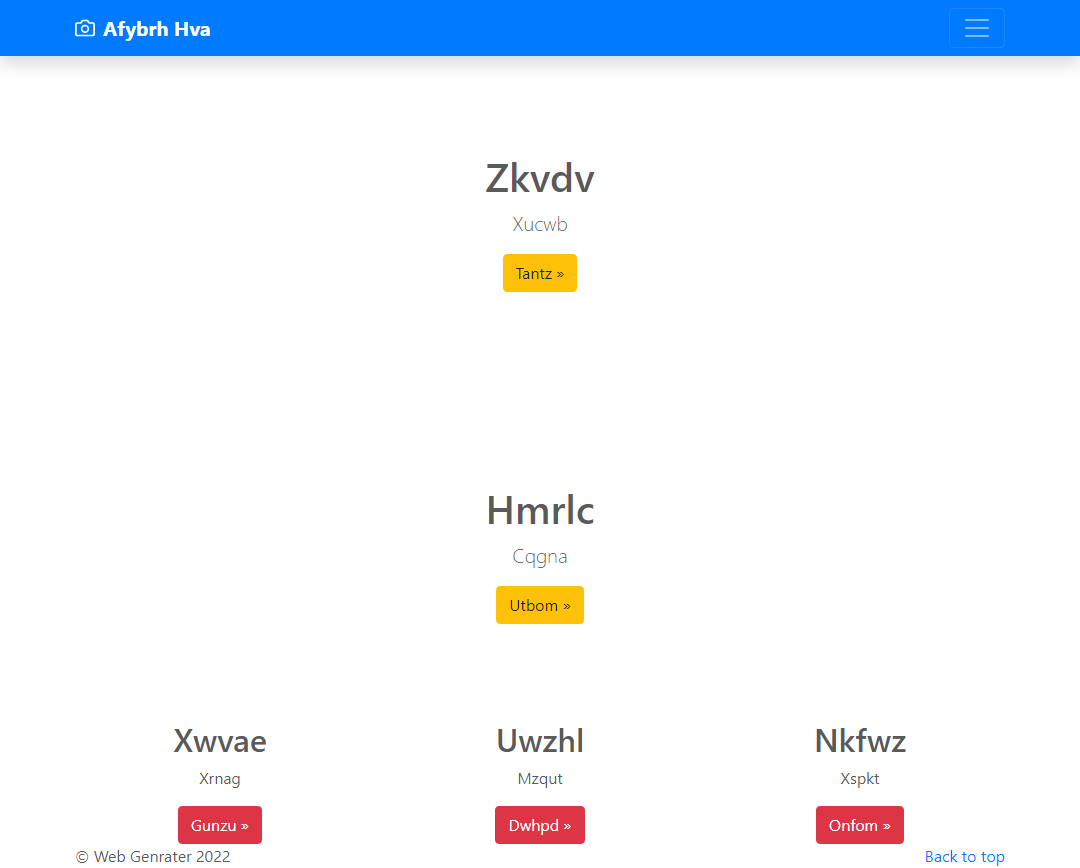 Afybrh Hva
Zkvdv
Xucwb
Tantz »
Hmrlc
Cqgna
Utbom »
Xwvae
Xrnag
Gunzu »
Uwzhl
Mzqut
Dwhpd »
Nkfwz
Xspkt
Onfom »
© Web Genrater 2022
Back to top